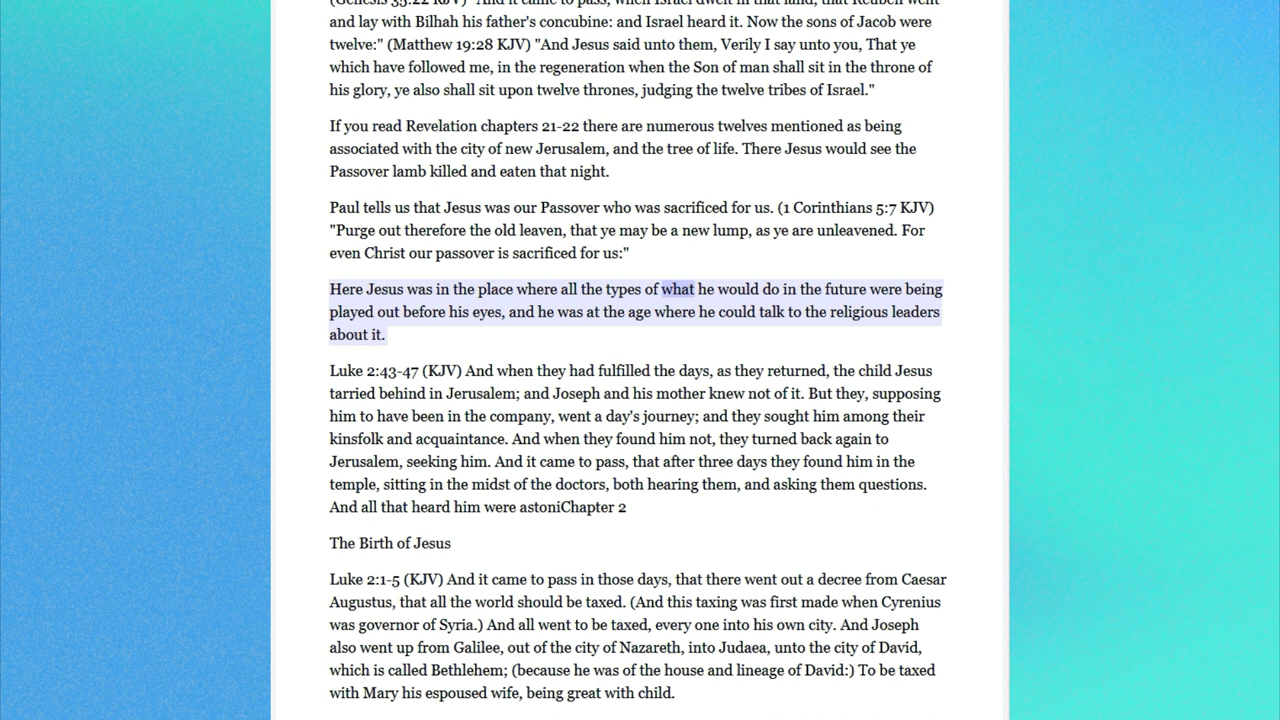 (Genesis 35:22 KJV) "And it came to pass, when Israel dwelt in that land, that Reuben went
and lay with Bilhah his father's concubine: and Israel heard it. Now the sons of Jacob were
twelve:" (Matthew 19:28 KJV) "And Jesus said unto them, Verily I say unto you, That ye
which have followed me, in the regeneration when the Son of man shall sit in the throne of
his glory, ye also shall sit upon twelve thrones, judging the twelve tribes of Israel."
If you read Revelation chapters 21-22 there are numerous twelves mentioned as being
associated with the city of new Jerusalem, and the tree of life. There Jesus would see the
Passover lamb killed and eaten that night.
Paul tells us that Jesus was our Passover who was sacrificed for us. (1 Corinthians 5:7 KJV)
"Purge out therefore the old leaven, that ye may be a new lump, as ye are unleavened. For
even Christ our passover is sacrificed for us:"
Here Jesus was in the place where all the types of what he would do in the future were being
played out before his eyes, and he was at the age where he could talk to the religious leaders
about it.
Luke 2:43-47 (KJV) And when they had fulfilled the days, as they returned, the child Jesus
tarried behind in Jerusalem; and Joseph and his mother knew not of it. But they, supposing
him to have been in the company, went a day's journey; and they sought him among their
kinsfolk and acquaintance. And when they found him not, they turned back again to
Jerusalem, seeking him. And it came to pass, that after three days they found him in the
temple, sitting in the midst of the doctors, both hearing them, and asking them questions.
And all that heard him were astoniChapter 2
The Birth of Jesus
Luke 2:1-5 (KJV) And it came to pass in those days, that there went out a decree from Caesar
Augustus, that all the world should be taxed. (And this taxing was first made when Cyrenius
was governor of Syria.) And all went to be taxed, every one into his own city. And Joseph
also went up from Galilee, out of the city of Nazareth, into Judaea, unto the city of David,
which is called Bethlehem; (because he was of the house and lineage of David:) To be taxed
with Mary his espoused wife, being great with child.